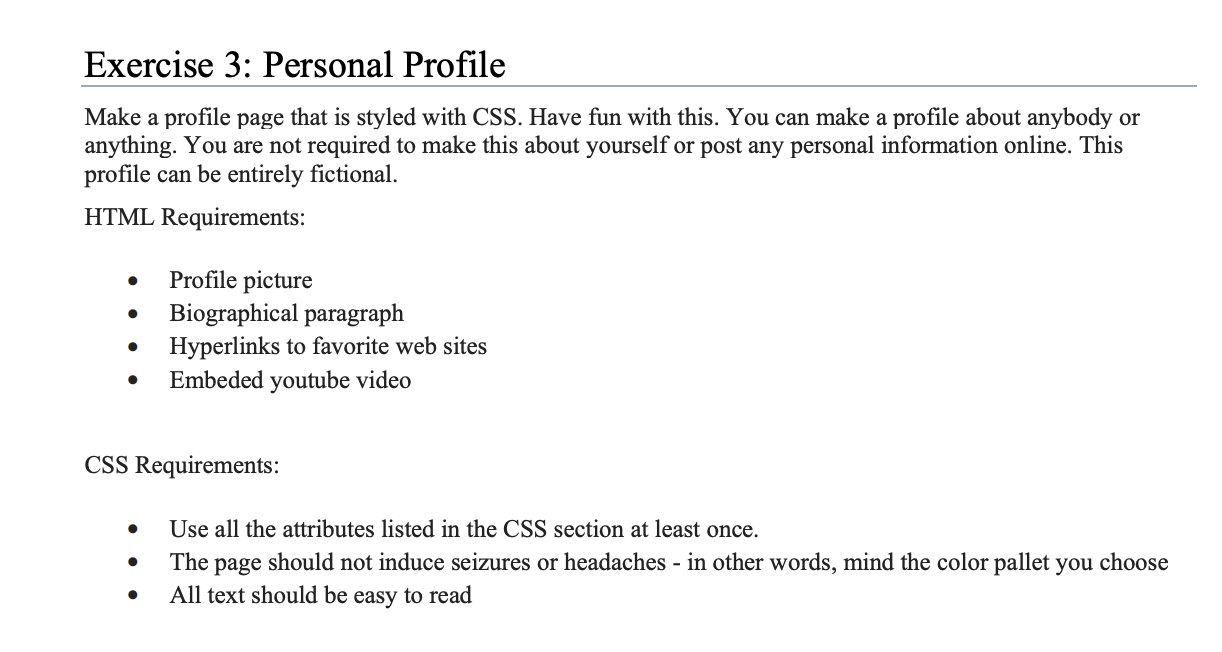 Exercise 3: Personal Profile
Make a profile page that is styled with CSS. Have fun with this. You can make a profile about anybody or
anything. You are not required to make this about yourself or post any personal information online. This
profile can be entirely fictional.
HTML Requirements:
• Profile picture
• Biographical paragraph
• Hyperlinks to favorite web sites
• Embeded youtube video
CSS Requirements:
• Use all the attributes listed in the CSS section at least once.
• The page should not induce seizures or headaches - in other words, mind the color pallet you choose
• All text should be easy to read